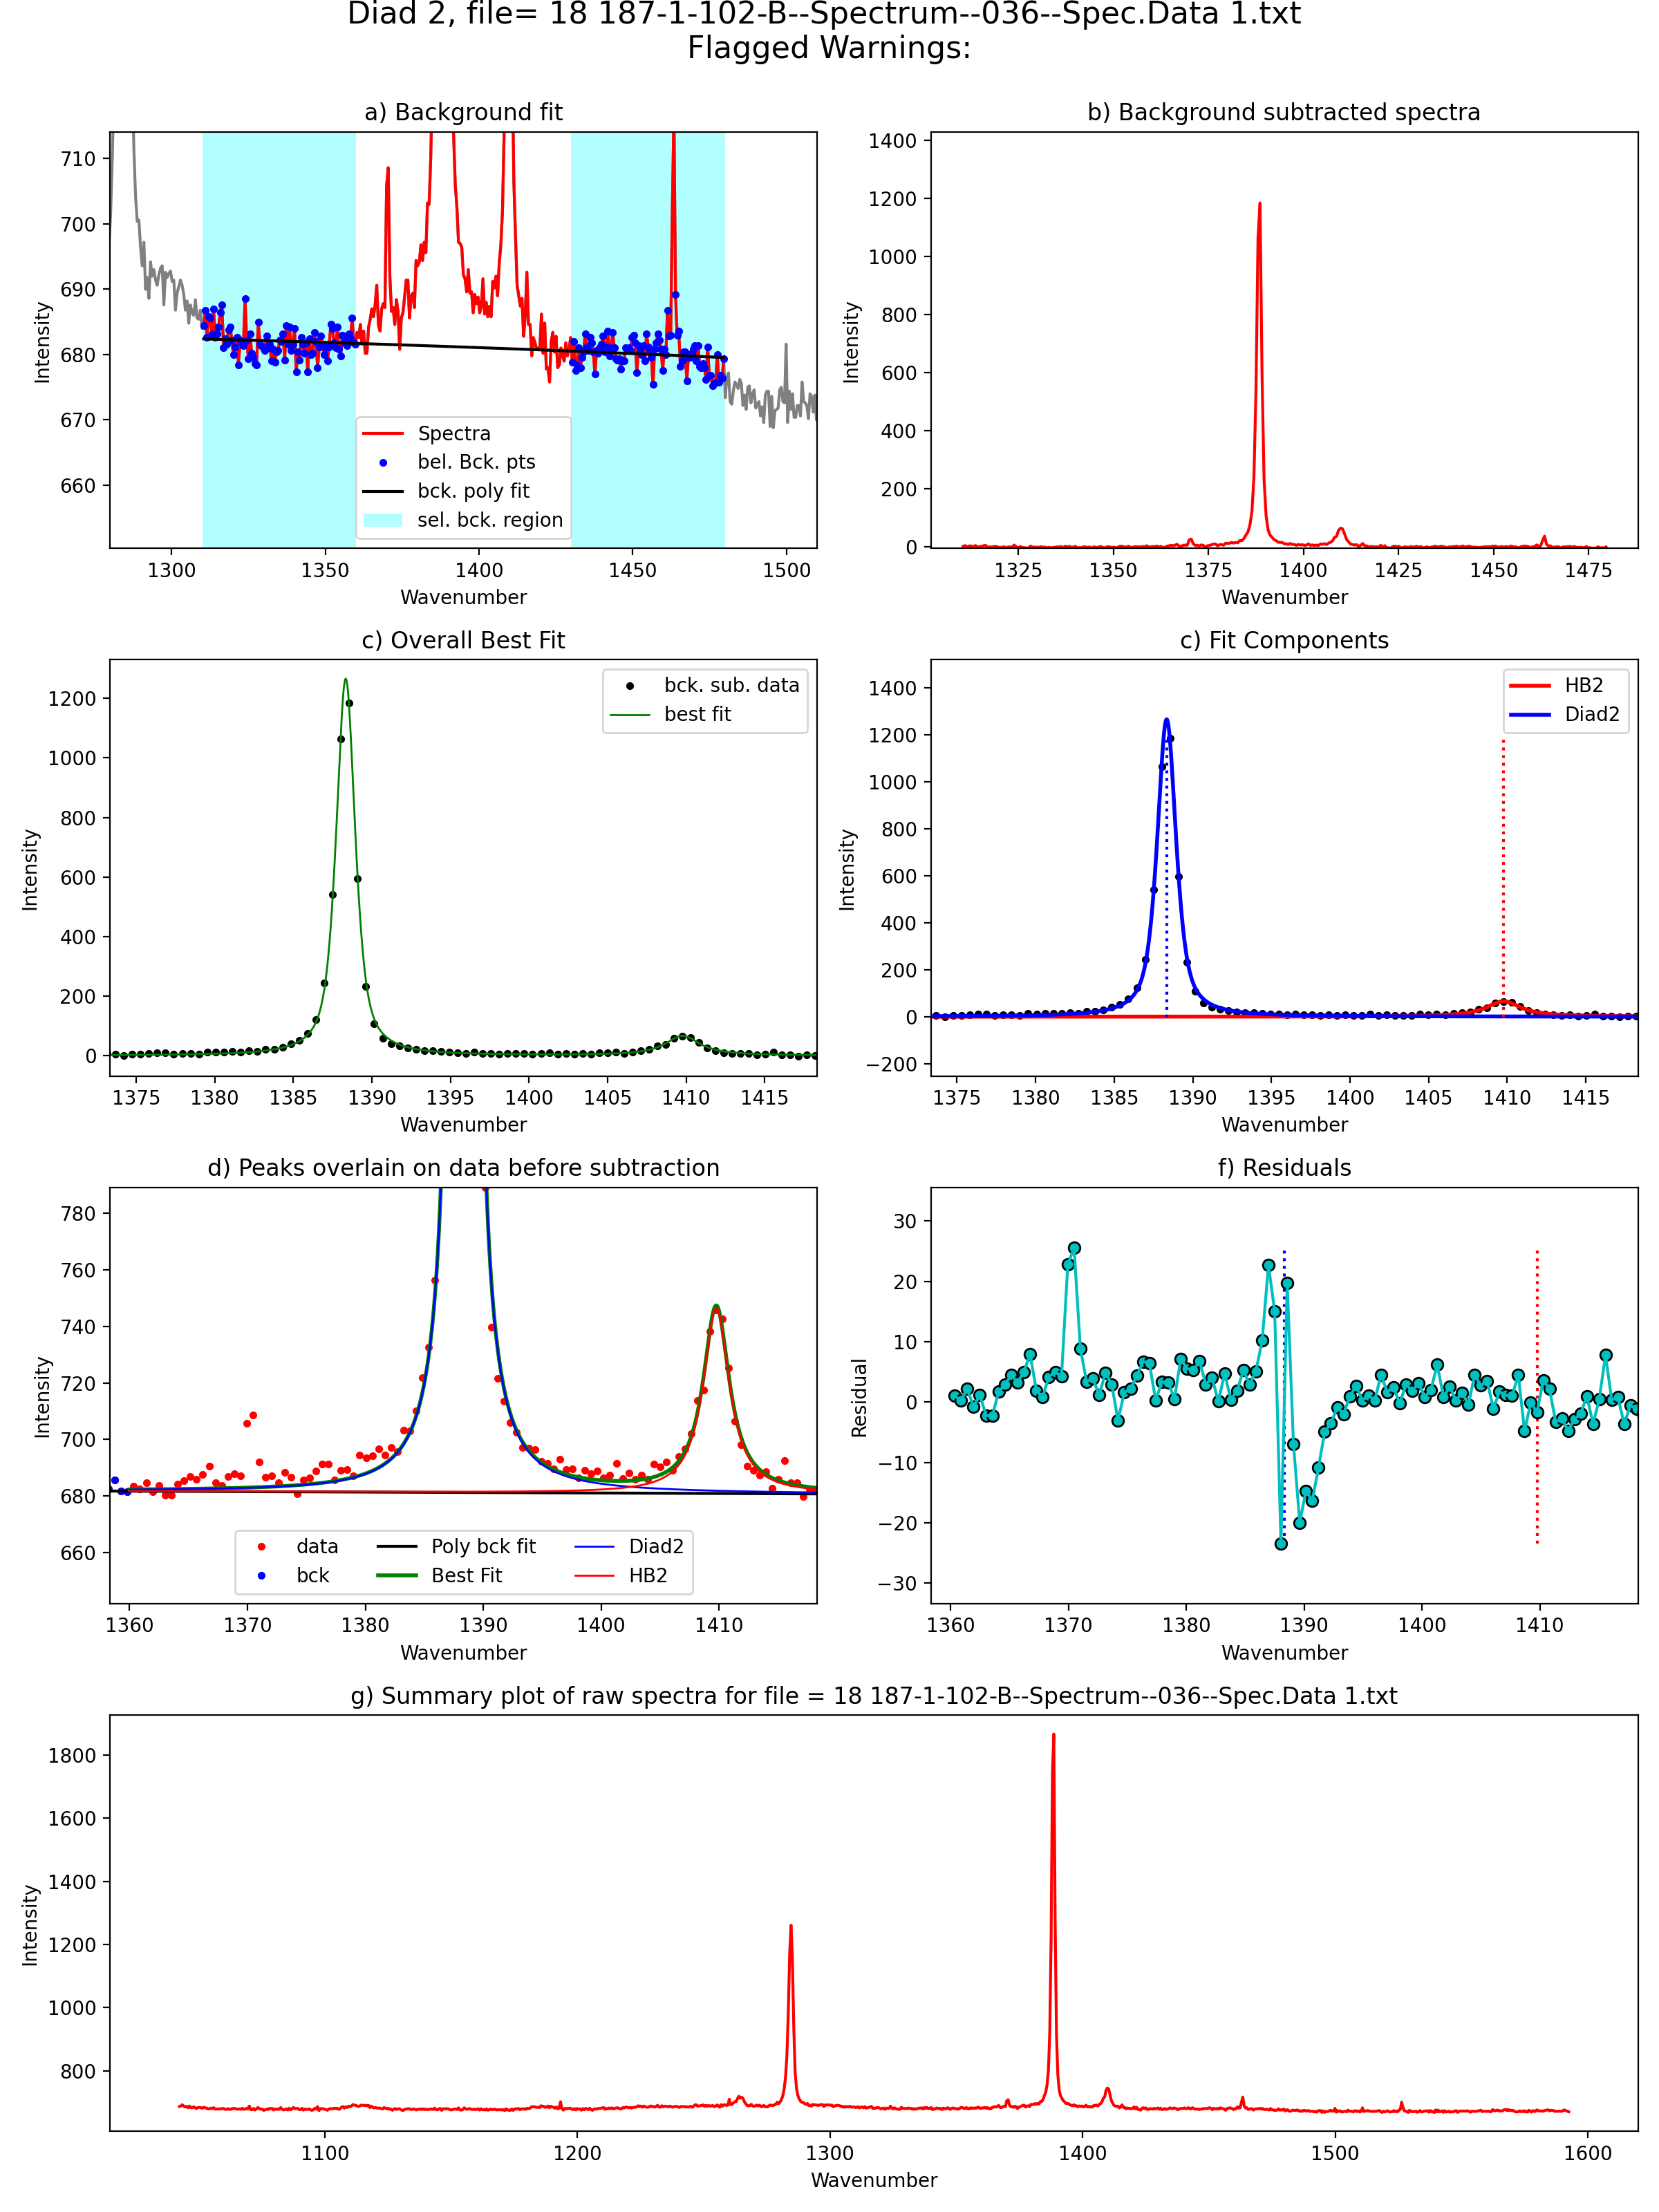 Diad 2, file= 18 187-1-102-B--Spectrum--036--Spec.Data 1.txt
Flagged Warnings:
a) Background fit
710
700
690
680
670
660
Intensity
Spectra
bel. Bck. pts
bck. poly fit
sel. bck. region
1300 1350 1400 1450 1500
Wavenumber
b) Background subtracted spectra
1400
1200
1000
800
600
400
200
0
Intensity
1325 1350 1375 1400 1425 1450 1475
Wavenumber
c) Overall Best Fit
1200
1000
800
600
400
200
0
Intensity
bck. sub. data
best fit
1375 1380 1385 1390 1395 1400 1405 1410 1415
Wavenumber
c) Fit Components
1400
1200
1000
800
600
400
200
0
−200
Intensity
HB2
Diad2
1375 1380 1385 1390 1395 1400 1405 1410 1415
Wavenumber
d) Peaks overlain on data before subtraction
780
760
740
720
700
680
660
Intensity
data
bck
Poly bck fit
Best Fit
Diad2
HB2
1360 1370 1380 1390 1400 1410
Wavenumber
f) Residuals
30
20
10
0
−10
−20
−30
Residual
1360 1370 1380 1390 1400 1410
Wavenumber
g) Summary plot of raw spectra for file = 18 187-1-102-B--Spectrum--036--Spec.Data 1.txt
1800
1600
1400
1200
1000
800
Intensity
1100 1200 1300 1400 1500 1600
Wavenumber